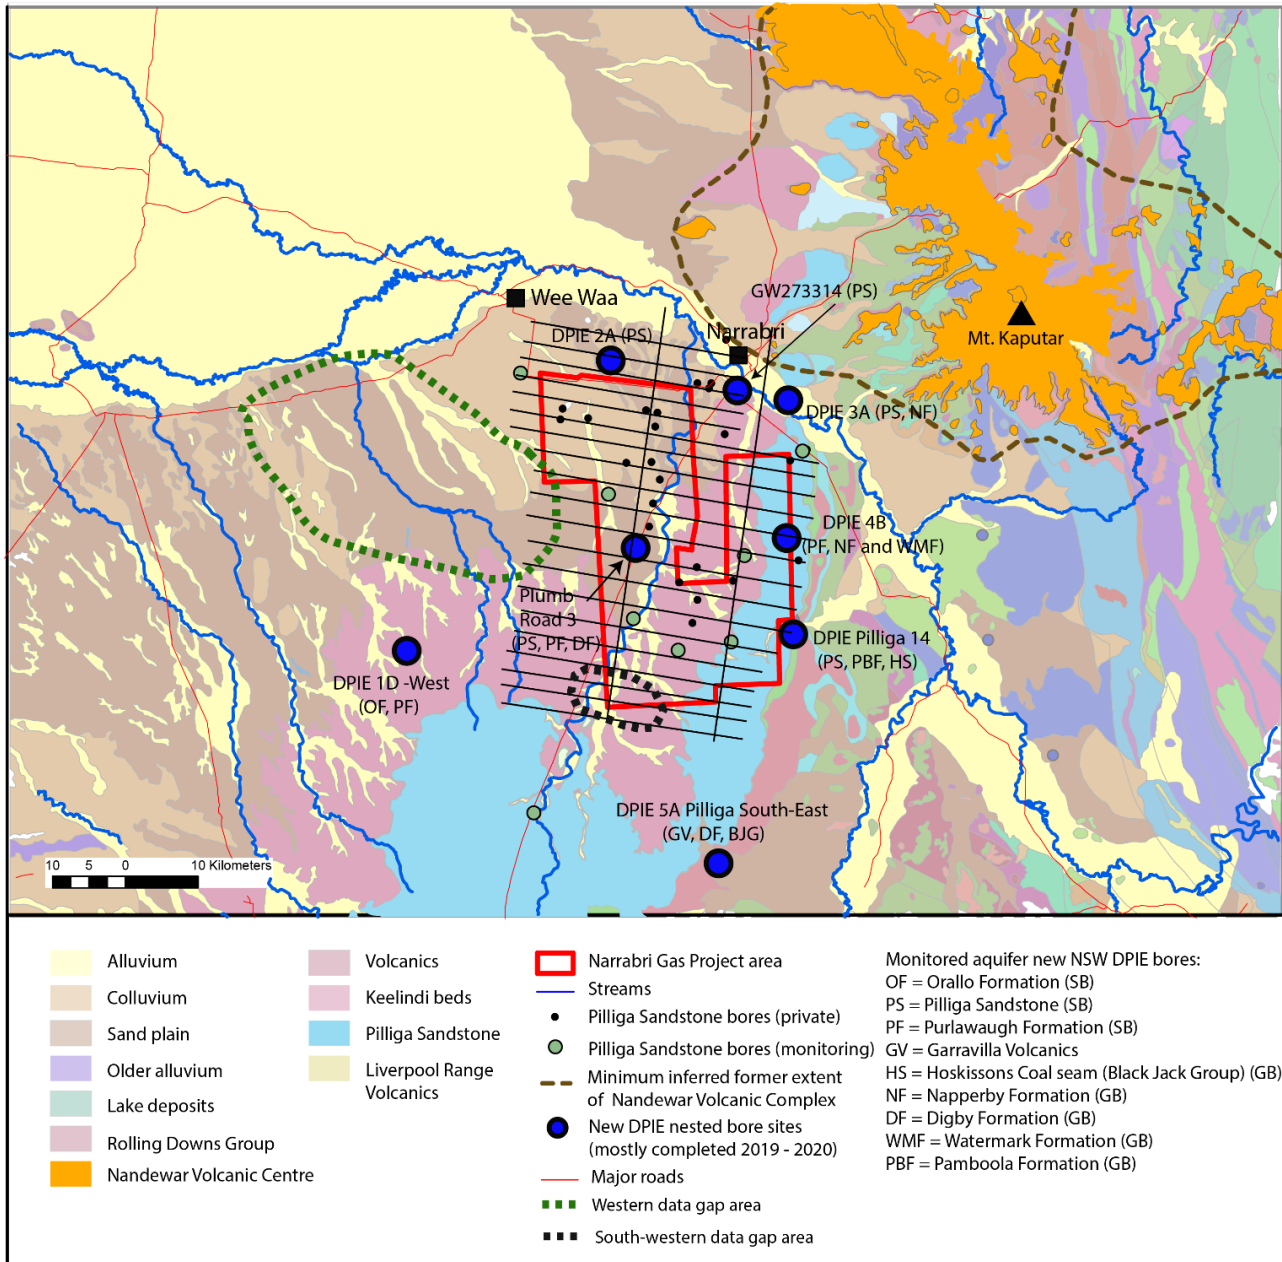 Wee Waa
GW273314 (PS)
Narrabri
DPIE 2A (PS)
Mt. Kaputar
DPIE 3A (PS, NF)
DPIE 4B
(PF, NF and WMF)
Plumb
Road 3
(PS, PF, DF)
DPIE Pilliga 14
(PS, PBF, HS)
DPIE 1D -West
(OF, PF)
DPIE 5A Pilliga South-East
(GV, DF, BJG)
10 5 0 10 Kilometers
Alluvium
Colluvium
Sand plain
Older alluvium
Lake deposits
Rolling Downs Group
Nandewar Volcanic Centre
Volcanics
Keelindi beds
Pilliga Sandstone
Liverpool Range
Volcanics
Narrabri Gas Project area
Streams
Pilliga Sandstone bores (private)
Pilliga Sandstone bores (monitoring)
Minimum inferred former extent
of Nandewar Volcanic Complex
New DPIE nested bore sites
(mostly completed 2019 - 2020)
Major roads
Western data gap area
South-western data gap area
Monitored aquifer new NSW DPIE bores:
OF = Orallo Formation (SB)
PS = Pilliga Sandstone (SB)
PF = Purlawaugh Formation (SB)
GV = Garravilla Volcanics
HS = Hoskissons Coal seam (Black Jack Group) (GB)
NF = Napperby Formation (GB)
DF = Digby Formation (GB)
WMF = Watermark Formation (GB)
PBF = Pamboola Formation (GB)